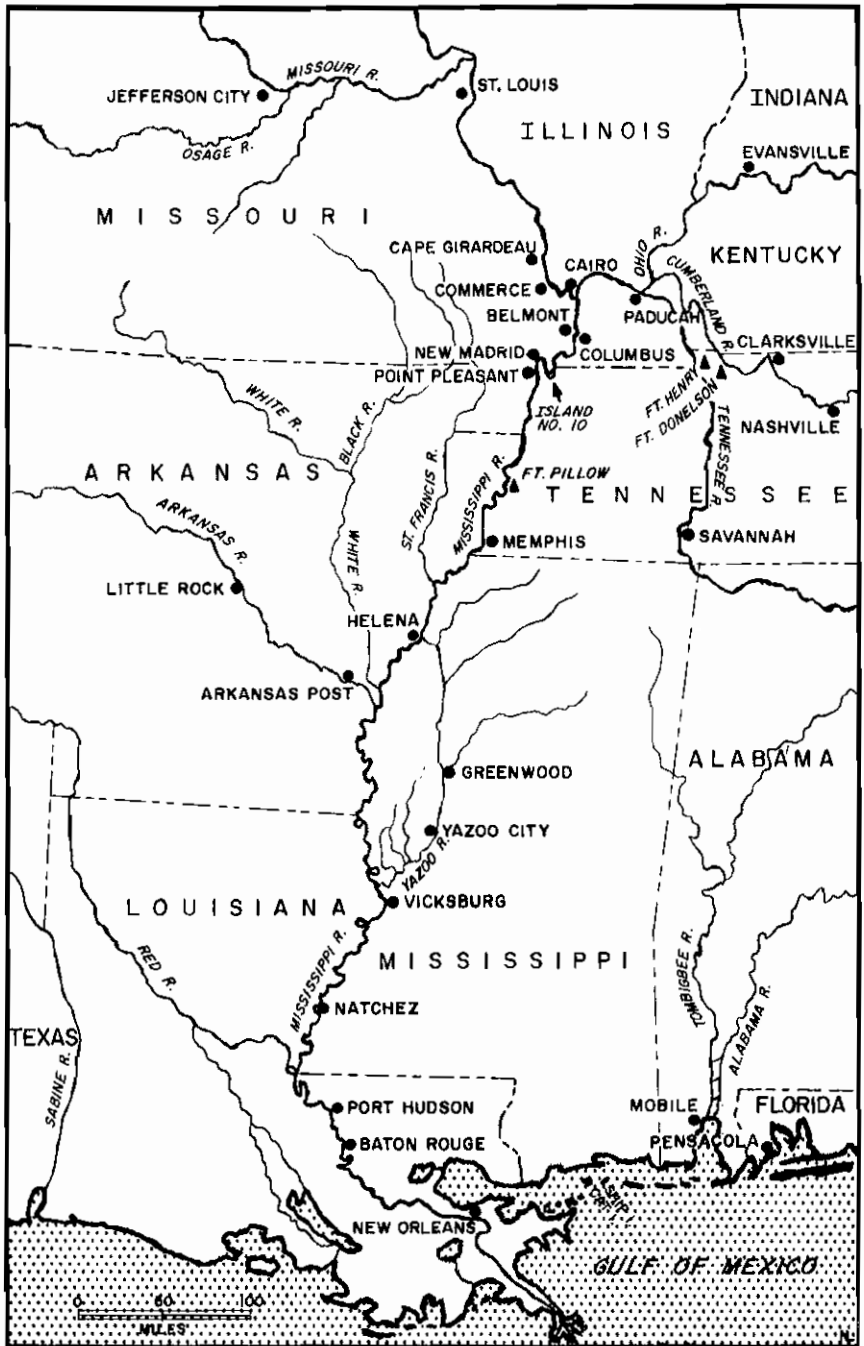 MISSOURI R.
JEFFERSON CITY
ST. LOUIS
INDIANA
ILLINOIS
OSAGE R.
EVANSVILLE
MISSOURI
OHIO R.
CAPE GIRARDEAU
KENTUCKY
CAIRO
CUMBERLAND R.
COMMERCE
PADUCAH
BELMONT
COLUMBUS
CLARKSVILLE
NEW MADRID
POINT PLEASANT
FT. HENRY
FT. DONELSON
WHITE R.
BLACK R.
ISLAND
NO. 10
NASHVILLE
TENNESSEE R.
ARKANSAS
ST. FRANCIS R.
MISSISSIPPI R.
FT. PILLOW
TENNESSEE
ARKANSAS R.
WHITE R.
MEMPHIS
SAVANNAH
LITTLE ROCK
HELENA
ARKANSAS POST
ALABAMA
GREENWOOD
YAZOO CITY
YAZOO R.
LOUISIANA
VICKSBURG
MISSISSIPPI R.
MISSISSIPPI
RED R.
TOMBIGBEE R.
NATCHEZ
ALABAMA R.
TEXAS
SABINE R.
PORT HUDSON
MOBILE
FLORIDA
BATON ROUGE
PENSACOLA
SHIP I.
CAT I.
NEW ORLEANS
GULF OF MEXICO
0 50 100
MILES